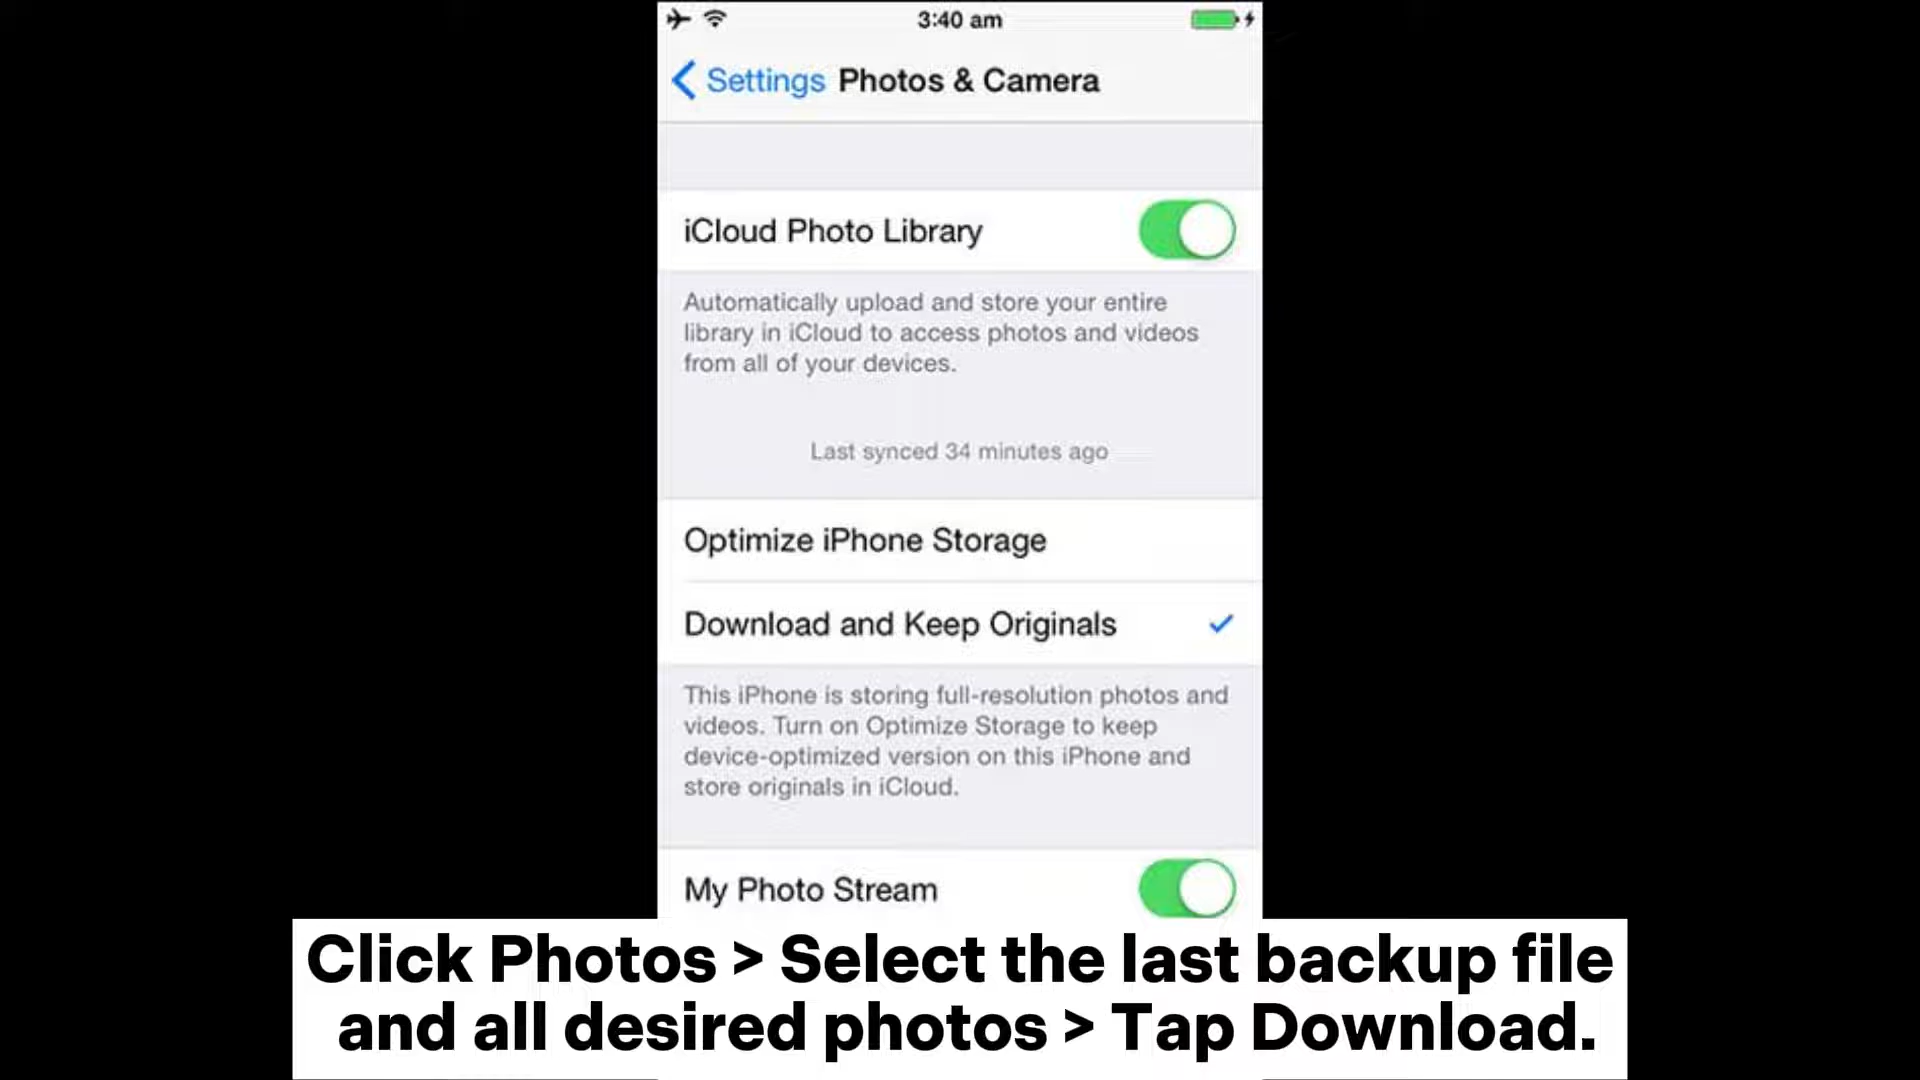 3:40 am
Settings Photos & Camera
iCloud Photo Library
Automatically upload and store your entire
library in iCloud to access photos and videos
from all of your devices.
Last synced 34 minutes ago
Optimize iPhone Storage
Download and Keep Originals
This iPhone is storing full-resolution photos and
videos. Turn on Optimize Storage to keep
device-optimized version on this iPhone and
store originals in iCloud.
My Photo Stream
Click Photos > Select the last backup file
and all desired photos > Tap Download.